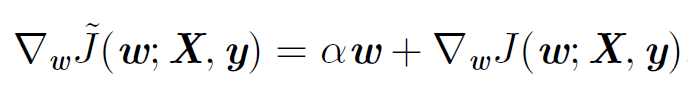 ∇_w J̃(w; X, y) = αw + ∇_w J(w; X, y)